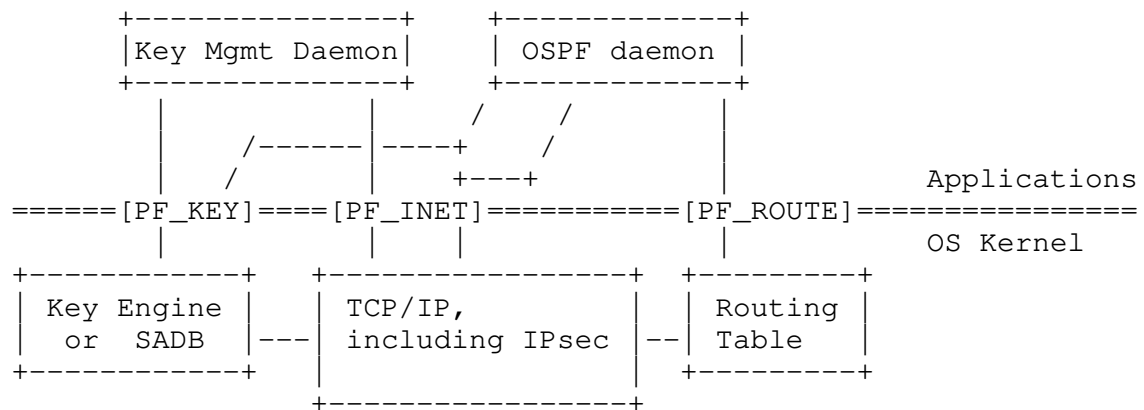 Key Mgmt Daemon OSPF daemon
Applications
[PF_KEY] [PF_INET] [PF_ROUTE]
OS Kernel
Key Engine TCP/IP, Routing
or SADB including IPsec Table